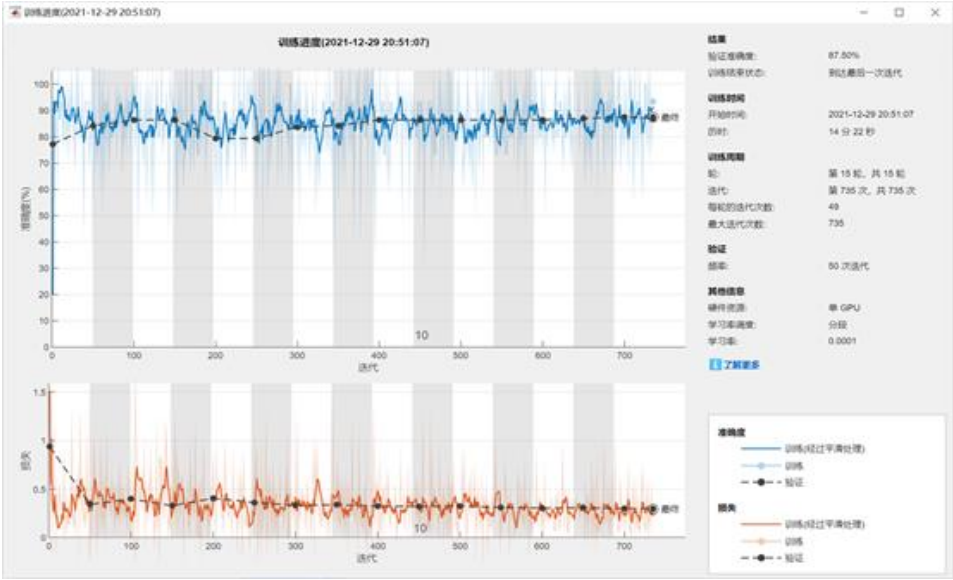 训练进度(2021-12-29 20:51:07)
训练进度(2021-12-29 20:51:07)
准确度(%)
100
90
80
70
60
50
40
30
20
10
0
0 100 200 300 400 500 600 700
10
迭代
最终
损失
1.5
1
0.5
0
0 100 200 300 400 500 600 700
10
迭代
最终
结果
验证准确度: 87.50%
训练结束状态: 到达最后一次迭代
训练时间
开始时间: 2021-12-29 20:51:07
历时: 14 分 22 秒
训练周期
轮: 第 15 轮，共 15 轮
迭代: 第 735 次，共 735 次
每轮的迭代次数: 49
最大迭代次数: 735
验证
频率: 50 次迭代
其他信息
硬件资源: 单 GPU
学习率调度: 分段
学习率: 0.0001
了解更多
准确度
训练(经过平滑处理)
训练
验证
损失
训练(经过平滑处理)
训练
验证